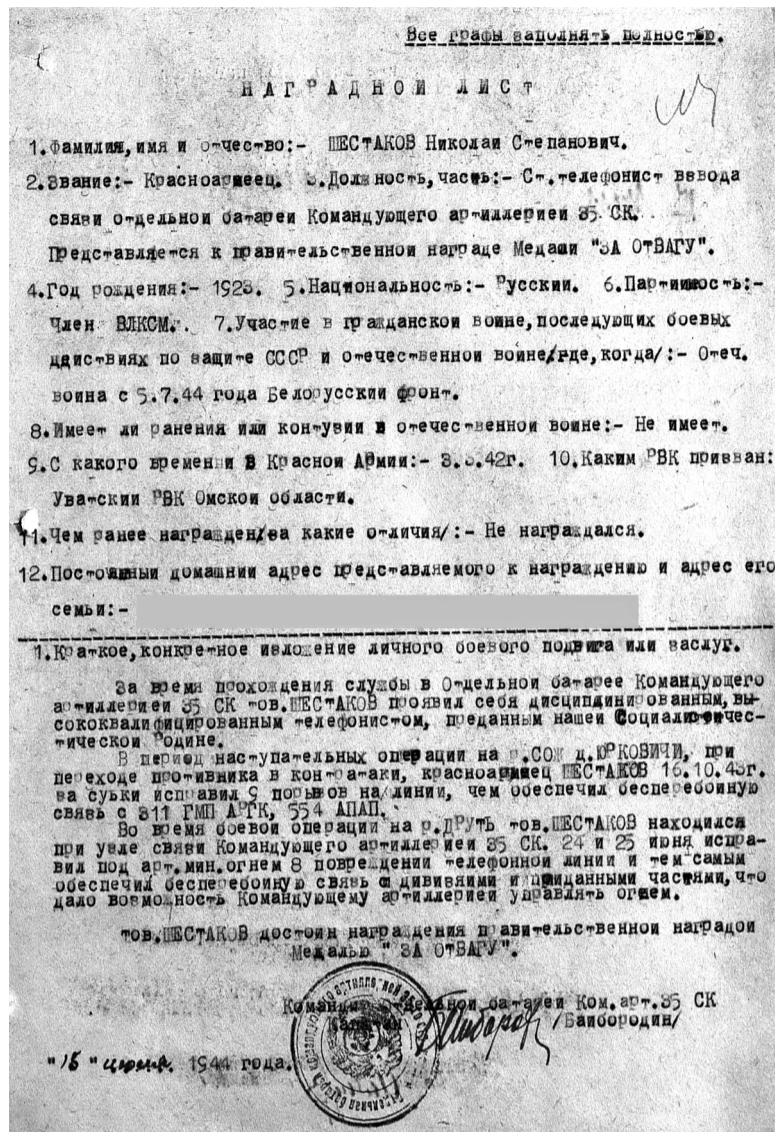 Все графы заполнять полностью.
НАГРАДНОЙ ЛИСТ
1.Фамилия,имя и отчество:- ШЕСТАКОВ Николаи Степанович.
2.Звание:- Красноармеец. 3.Должность,часть:- Ст.телефонист взвода
связи отдельной батареи Командующего артиллерией 35 СК.
Представляется к правительственной награде Медали "ЗА ОТВАГУ".
4.Год рождения:- 1923. 5.Национальность:- Русский. 6.Партийность:-
Член ВЛКСМ. 7.Участие в гражданской войне,последующих боевых
действиях по защите СССР и отечественной войне/где,когда/:- Отеч.
война с 5.7.44 года Белорусский фронт.
8.Имеет ли ранения или контузии в отечественной войне:- Не имеет.
9.С какого времени в Красной Армии:- 3. .42г. 10.Каким РВК призван:
Уватский РВК Омской области.
11.Чем ранее награжден/за какие отличия/:- Не награждался.
12.Постоянный домашний адрес представляемого к награждению и адрес его
семьи:-
1.Краткое,конкретное изложение личного боевого подвига или заслуг.
За время прохождения службы в Отдельной батарее Командующего
артиллерией 35 СК тов.ШЕСТАКОВ проявил себя дисциплинированным,вы-
сококвалифицированным телефонистом, преданным нашей Социалистичес-
тической Родине.
В период наступательных операций на р.СОЖ д.ЮРКОВИЧИ, при
переходе противника в контратаки, красноармеец ШЕСТАКОВ 16.10.43г.
за сутки исправил 9 порывов на линии, чем обеспечил бесперебойную
связь с 311 ГМП АРГК, 554 АПАП.
Во время боевой операции на р.ДРУТЬ тов.ШЕСТАКОВ находился
при узле связи Командующего артиллерией 35 СК. 24 и 25 июня испра-
вил под арт.мин.огнем 8 повреждений телефонной линии и тем самым
обеспечил бесперебойную связь с дивизиями и приданными частями,что
дало возможность Командующему артиллерией управлять огнем.
тов.ШЕСТАКОВ достоин награждения правительственной наградой
Медалью " ЗА ОТВАГУ".
Командир Отдельной батареи Ком.арт.35 СК
Капитан /Байбородин/
"15" июля 1944 года.